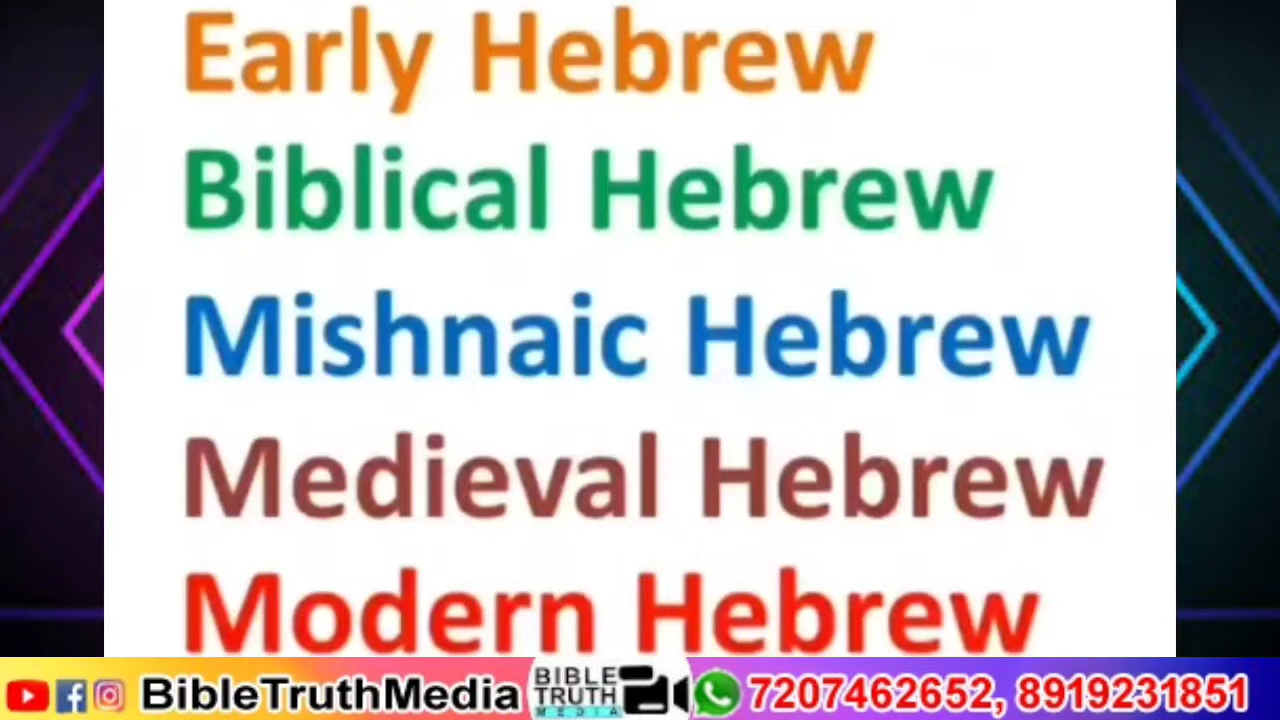 Early Hebrew
Biblical Hebrew
Mishnaic Hebrew
Medieval Hebrew
Modern Hebrew
BibleTruthMedia
BIBLE
TRUTH
MEDIA
7207462652, 8919231851